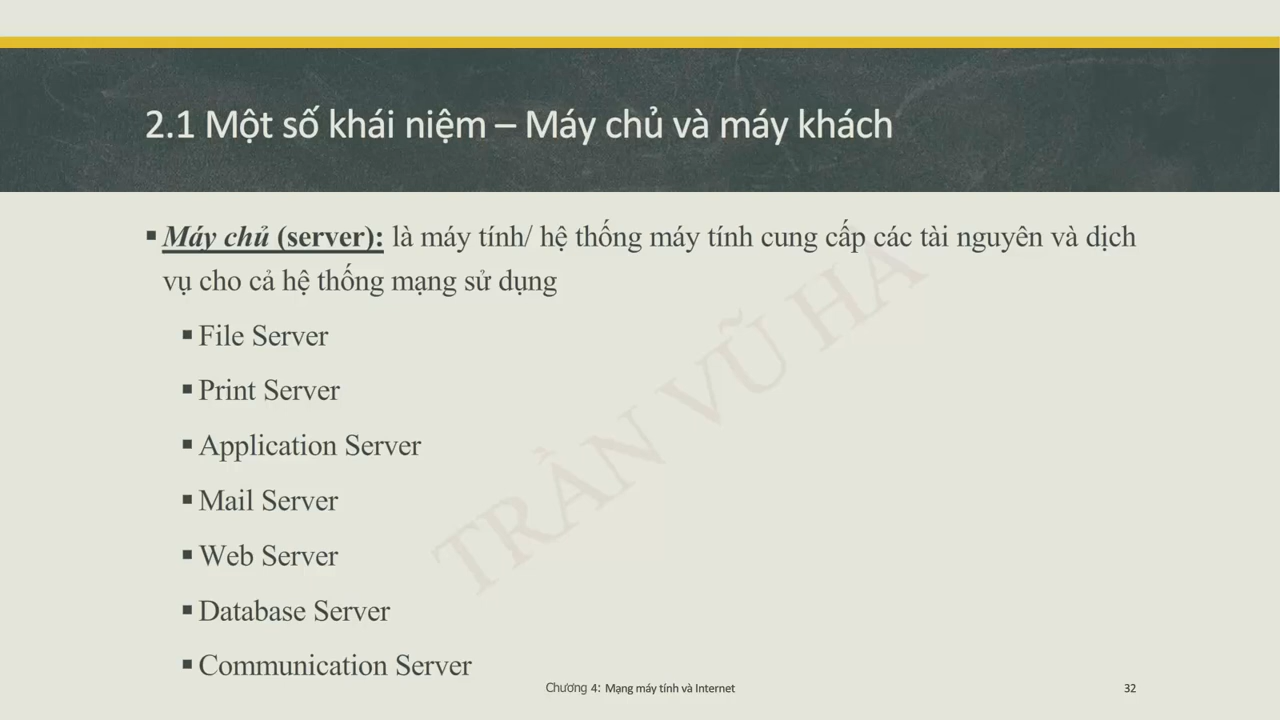 2.1 Một số khái niệm – Máy chủ và máy khách
▪ Máy chủ (server): là máy tính/ hệ thống máy tính cung cấp các tài nguyên và dịch
vụ cho cả hệ thống mạng sử dụng
▪ File Server
▪ Print Server
▪ Application Server
▪ Mail Server
▪ Web Server
▪ Database Server
▪ Communication Server
TRẦN VŨ HÀ
Chương 4: Mạng máy tính và Internet
32